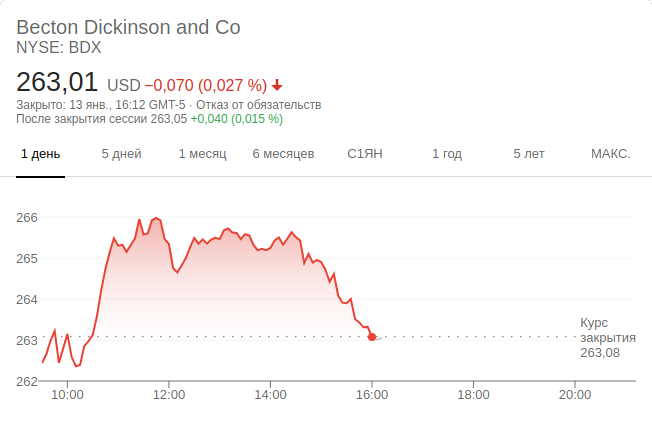 Becton Dickinson and Co
NYSE: BDX
263,01 USD −0,070 (0,027 %)
Закрыто: 13 янв., 16:12 GMT-5 · Отказ от обязательств
После закрытия сессии 263,05 +0,040 (0,015 %)
1 день 5 дней 1 месяц 6 месяцев С1ЯН 1 год 5 лет МАКС.
266
265
264
263
262
Курс
закрытия
263,08
10:00 12:00 14:00 16:00 18:00 20:00